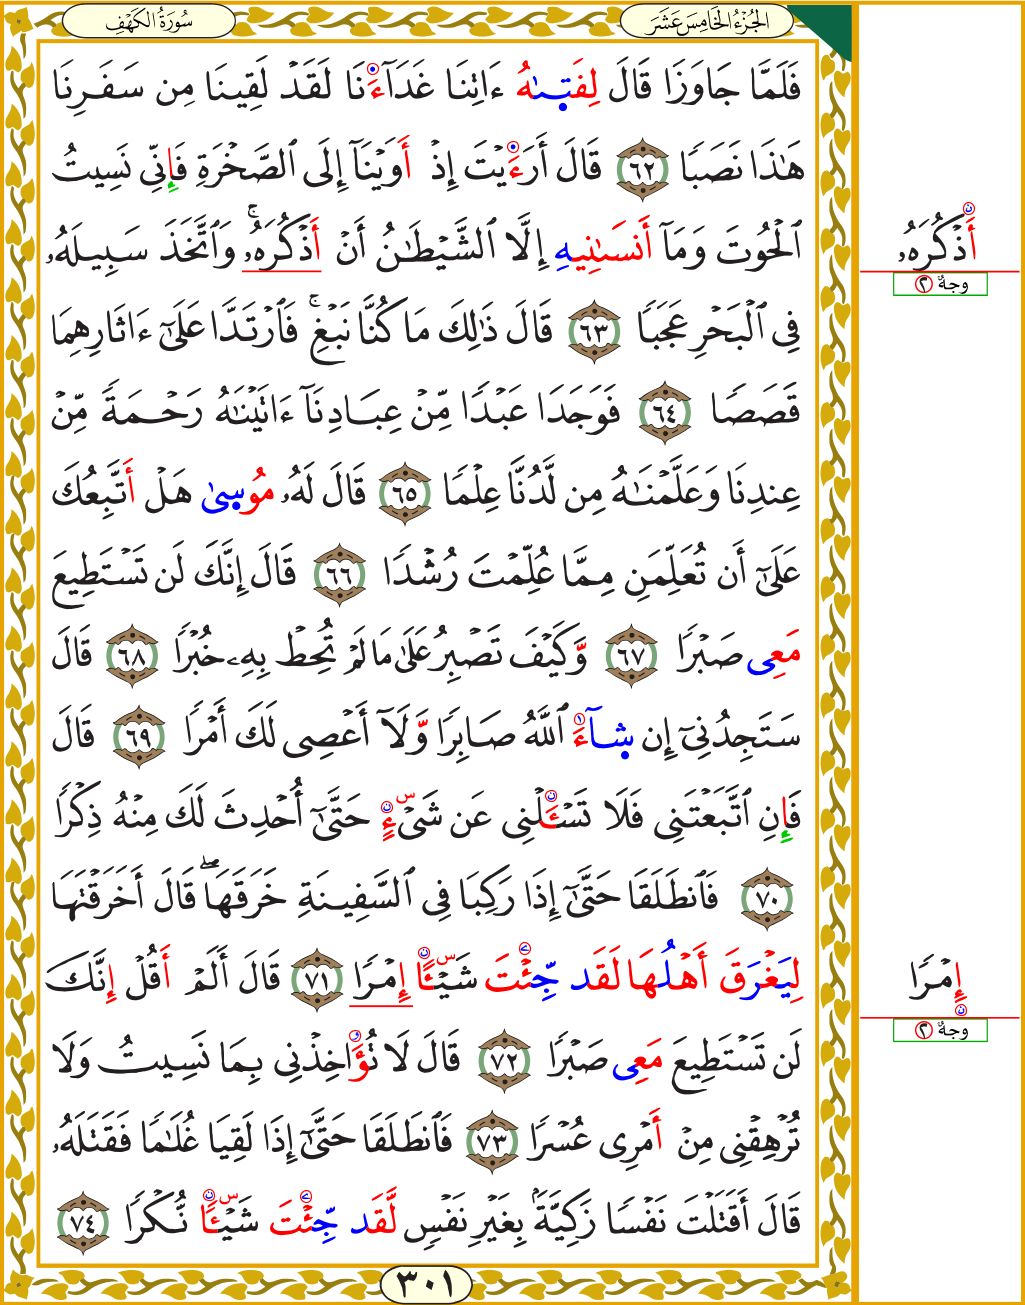 الجُزْءُ الخَامِسَ عَشَرَ
سُورَةُ الكَهْفِ
فَلَمَّا جَاوَزَا قَالَ لِفَتَىٰهُ ءَاتِنَا غَدَآءَنَا لَقَدْ لَقِينَا مِن سَفَرِنَا
هَٰذَا نَصَبًا ٦٢ قَالَ أَرَءَيْتَ إِذْ أَوَيْنَآ إِلَى ٱلصَّخْرَةِ فَإِنِّى نَسِيتُ
ٱلْحُوتَ وَمَآ أَنسَىٰنِيهِ إِلَّا ٱلشَّيْطَٰنُ أَنْ أَذْكُرَهُۥ ۚ وَٱتَّخَذَ سَبِيلَهُۥ
أَذْكُرَهُۥ
وجهٌ ٢
فِى ٱلْبَحْرِ عَجَبًا ٦٣ قَالَ ذَٰلِكَ مَا كُنَّا نَبْغِ ۚ فَٱرْتَدَّا عَلَىٰٓ ءَاثَارِهِمَا
قَصَصًا ٦٤ فَوَجَدَا عَبْدًا مِّنْ عِبَادِنَآ ءَاتَيْنَٰهُ رَحْمَةً مِّنْ
عِندِنَا وَعَلَّمْنَٰهُ مِن لَّدُنَّا عِلْمًا ٦٥ قَالَ لَهُۥ مُوسِىٰ هَلْ أَتَّبِعُكَ
عَلَىٰٓ أَن تُعَلِّمَنِ مِمَّا عُلِّمْتَ رُشْدًا ٦٦ قَالَ إِنَّكَ لَن تَسْتَطِيعَ
مَعِى صَبْرًا ٦٧ وَكَيْفَ تَصْبِرُ عَلَىٰ مَا لَمْ تُحِطْ بِهِۦ خُبْرًا ٦٨ قَالَ
سَتَجِدُنِىٓ إِن شَآءَ ٱللَّهُ صَابِرًا وَلَآ أَعْصِى لَكَ أَمْرًا ٦٩ قَالَ
فَإِنِ ٱتَّبَعْتَنِى فَلَا تَسْـَٔلْنِى عَن شَىْءٍ حَتَّىٰٓ أُحْدِثَ لَكَ مِنْهُ ذِكْرًا
٧٠ فَٱنطَلَقَا حَتَّىٰٓ إِذَا رَكِبَا فِى ٱلسَّفِينَةِ خَرَقَهَا ۖ قَالَ أَخَرَقْتَهَا
لِيَغْرَقَ أَهْلُهَا لَقَد جِّئْتَ شَيْـًٔا إِمْرًا ٧١ قَالَ أَلَمْ أَقُلْ إِنَّكَ
إِمْرًا
وجهٌ ٢
لَن تَسْتَطِيعَ مَعِى صَبْرًا ٧٢ قَالَ لَا تُؤَاخِذْنِى بِمَا نَسِيتُ وَلَا
تُرْهِقْنِى مِنْ أَمْرِى عُسْرًا ٧٣ فَٱنطَلَقَا حَتَّىٰٓ إِذَا لَقِيَا غُلَٰمًا فَقَتَلَهُۥ
قَالَ أَقَتَلْتَ نَفْسًا زَكِيَّةًۢ بِغَيْرِ نَفْسٍ لَّقَد جِّئْتَ شَيْـًٔا نُّكْرًا ٧٤
٣٠١